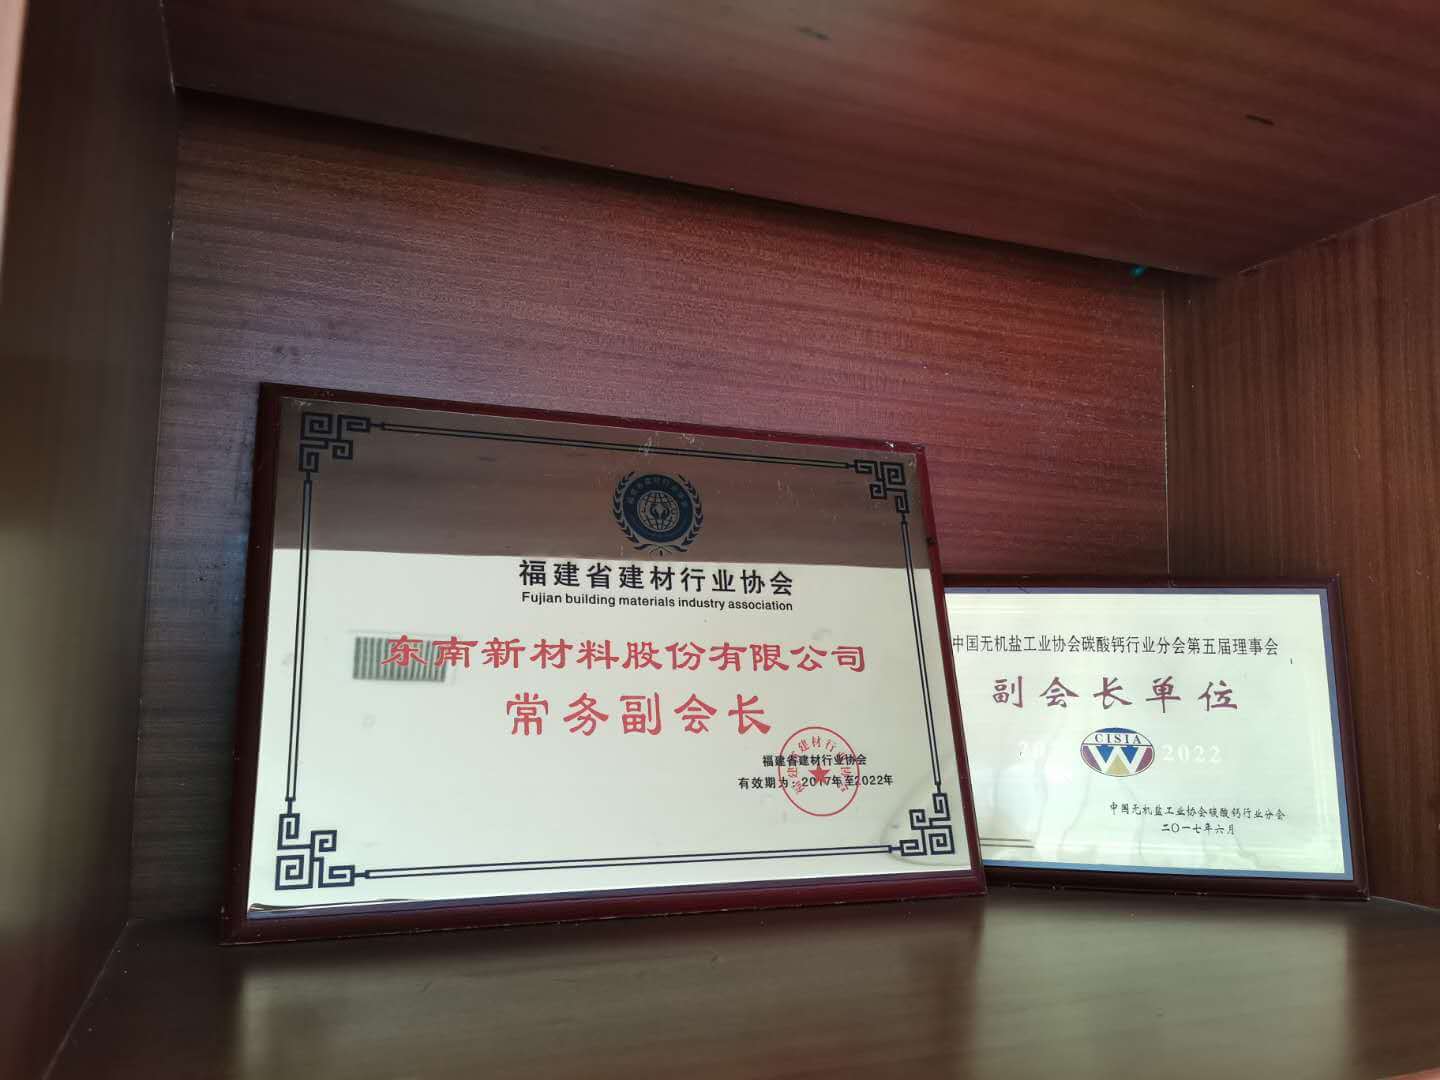 福建省建材行业协会
Fujian building materials industry association
东南新材料股份有限公司
常务副会长
福建省建材行业协会
有效期为：2017年至2022年
中国无机盐工业协会碳酸钙行业分会第五届理事会
副会长单位
CISIA
2022
中国无机盐工业协会碳酸钙行业分会
二〇一七年六月